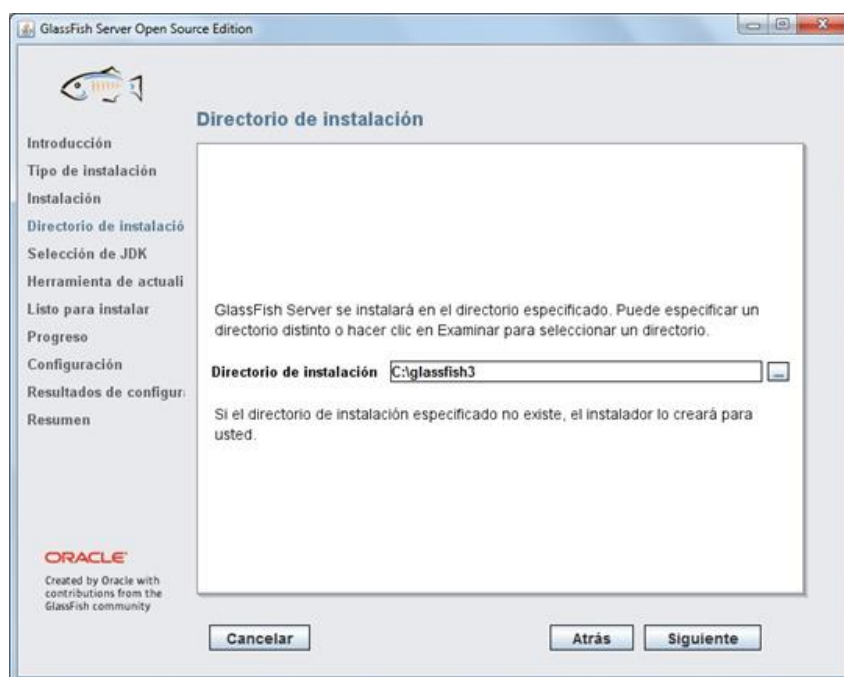 GlassFish Server Open Source Edition
Directorio de instalación
Introducción
Tipo de instalación
Instalación
Directorio de instalació
Selección de JDK
Herramienta de actuali
Listo para instalar
Progreso
Configuración
Resultados de configur
Resumen
GlassFish Server se instalará en el directorio especificado. Puede especificar un
directorio distinto o hacer clic en Examinar para seleccionar un directorio.
Directorio de instalación C:\glassfish3 ...
Si el directorio de instalación especificado no existe, el instalador lo creará para
usted.
ORACLE
Created by Oracle with
contributions from the
GlassFish community
Cancelar Atrás Siguiente